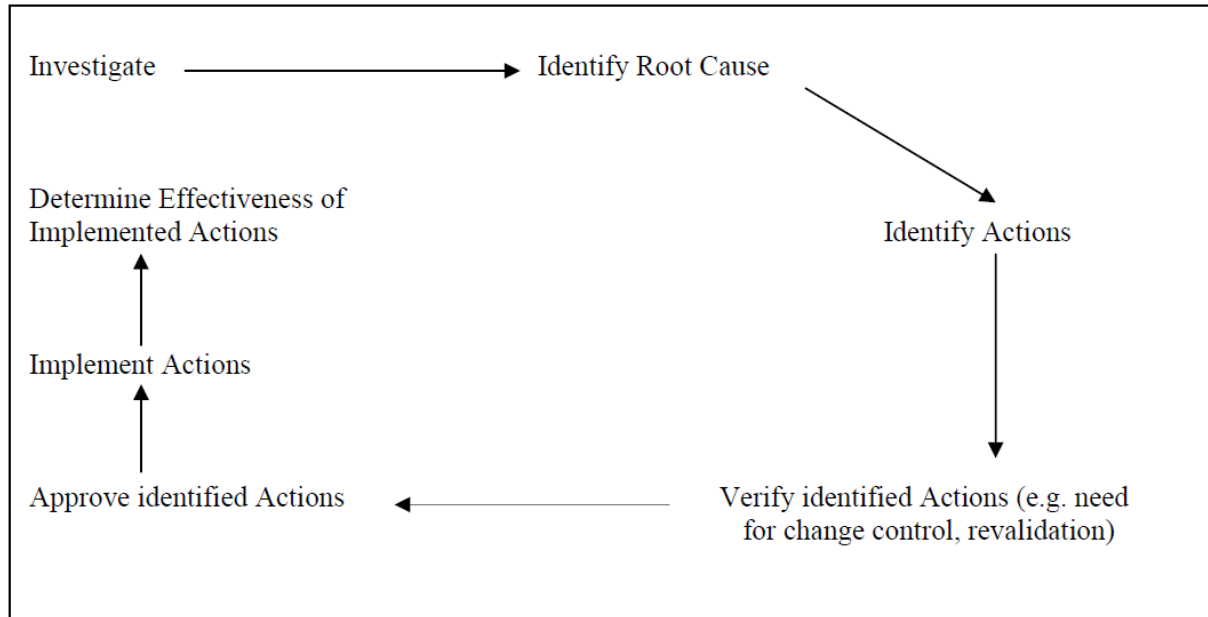 Investigate
Identify Root Cause
Determine Effectiveness of
Implemented Actions
Identify Actions
Implement Actions
Approve identified Actions
Verify identified Actions (e.g. need
for change control, revalidation)